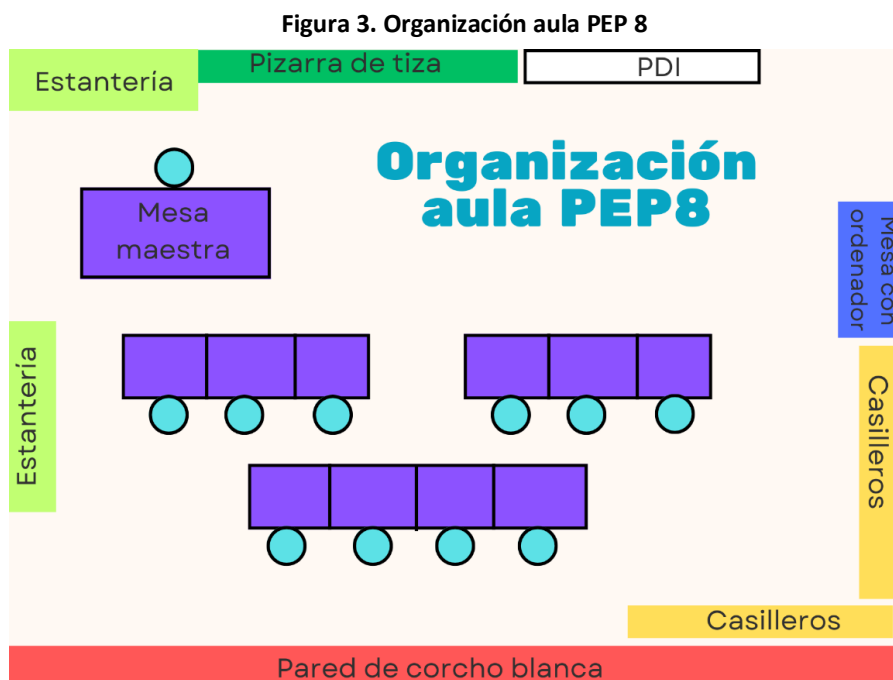 Figura 3. Organización aula PEP 8
Estantería
Pizarra de tiza
PDI
Organización
aula PEP8
Mesa
maestra
Mesa con
ordenador
Estantería
Casilleros
Casilleros
Pared de corcho blanca